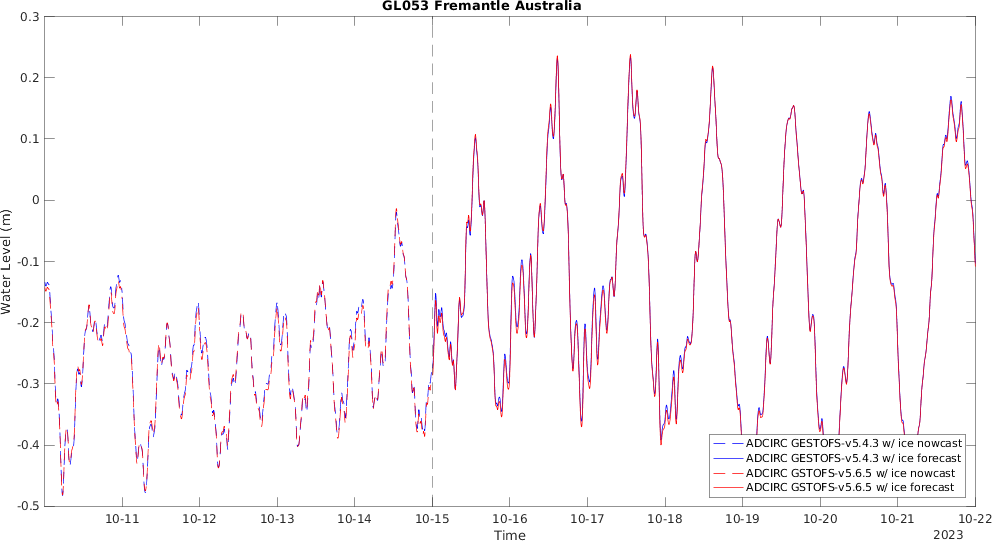 GL053 Fremantle Australia
0.3
0.2
0.1
0
-0.1
-0.2
-0.3
-0.4
-0.5
Water Level (m)
ADCIRC GESTOFS-v5.4.3 w/ ice nowcast
ADCIRC GESTOFS-v5.4.3 w/ ice forecast
ADCIRC GSTOFS-v5.6.5 w/ ice nowcast
ADCIRC GSTOFS-v5.6.5 w/ ice forecast
10-11 10-12 10-13 10-14 10-15 10-16 10-17 10-18 10-19 10-20 10-21 10-22
Time
2023